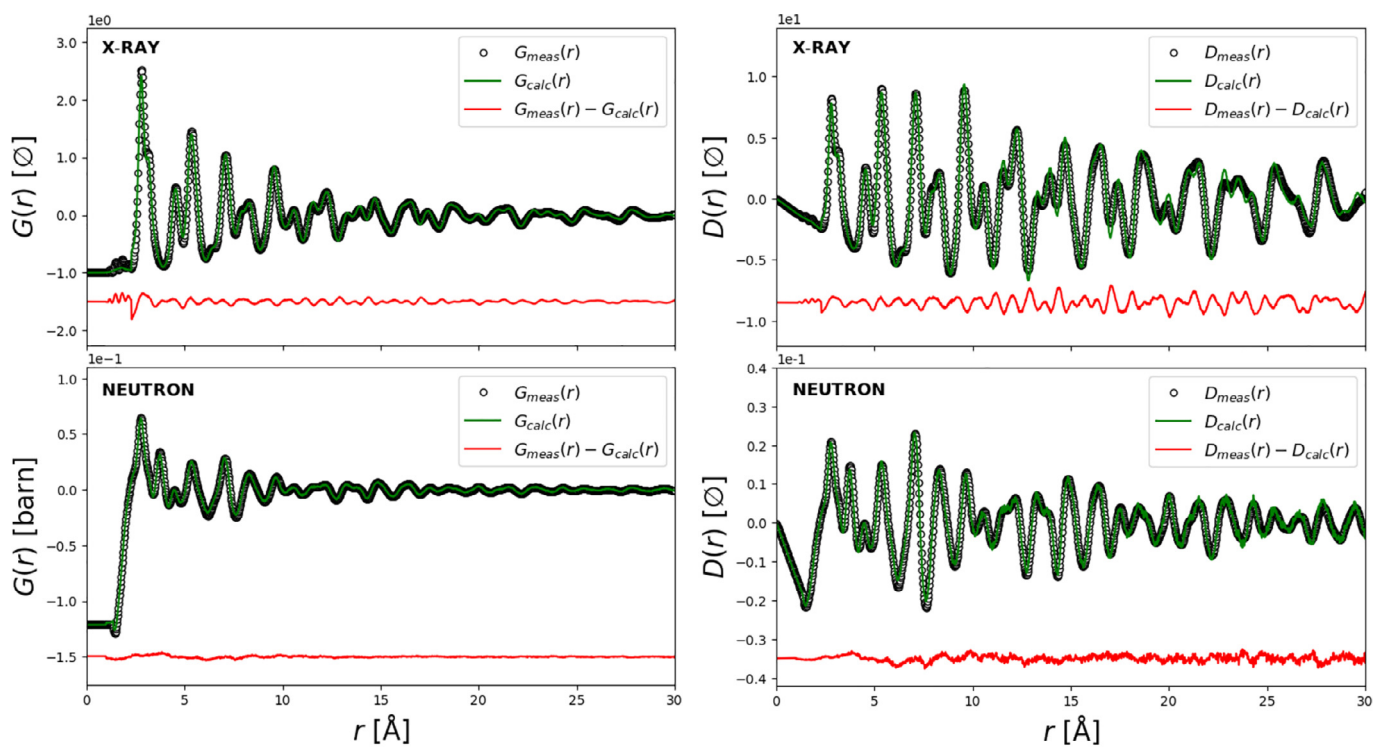 1e0
X-RAY
G_meas(r)
G_calc(r)
G_meas(r) − G_calc(r)
3.0
2.0
1.0
0.0
−1.0
−2.0
G(r) [∅]
1e1
X-RAY
D_meas(r)
D_calc(r)
D_meas(r) − D_calc(r)
1.0
0.5
0.0
−0.5
−1.0
D(r) [∅]
1e−1
NEUTRON
G_meas(r)
G_calc(r)
G_meas(r) − G_calc(r)
1.0
0.5
0.0
−0.5
−1.0
−1.5
G(r) [barn]
0 5 10 15 20 25 30
r [Å]
1e-1
NEUTRON
D_meas(r)
D_calc(r)
D_meas(r) − D_calc(r)
0.4
0.3
0.2
0.1
0.0
−0.1
−0.2
−0.3
−0.4
D(r) [∅]
0 5 10 15 20 25 30
r [Å]